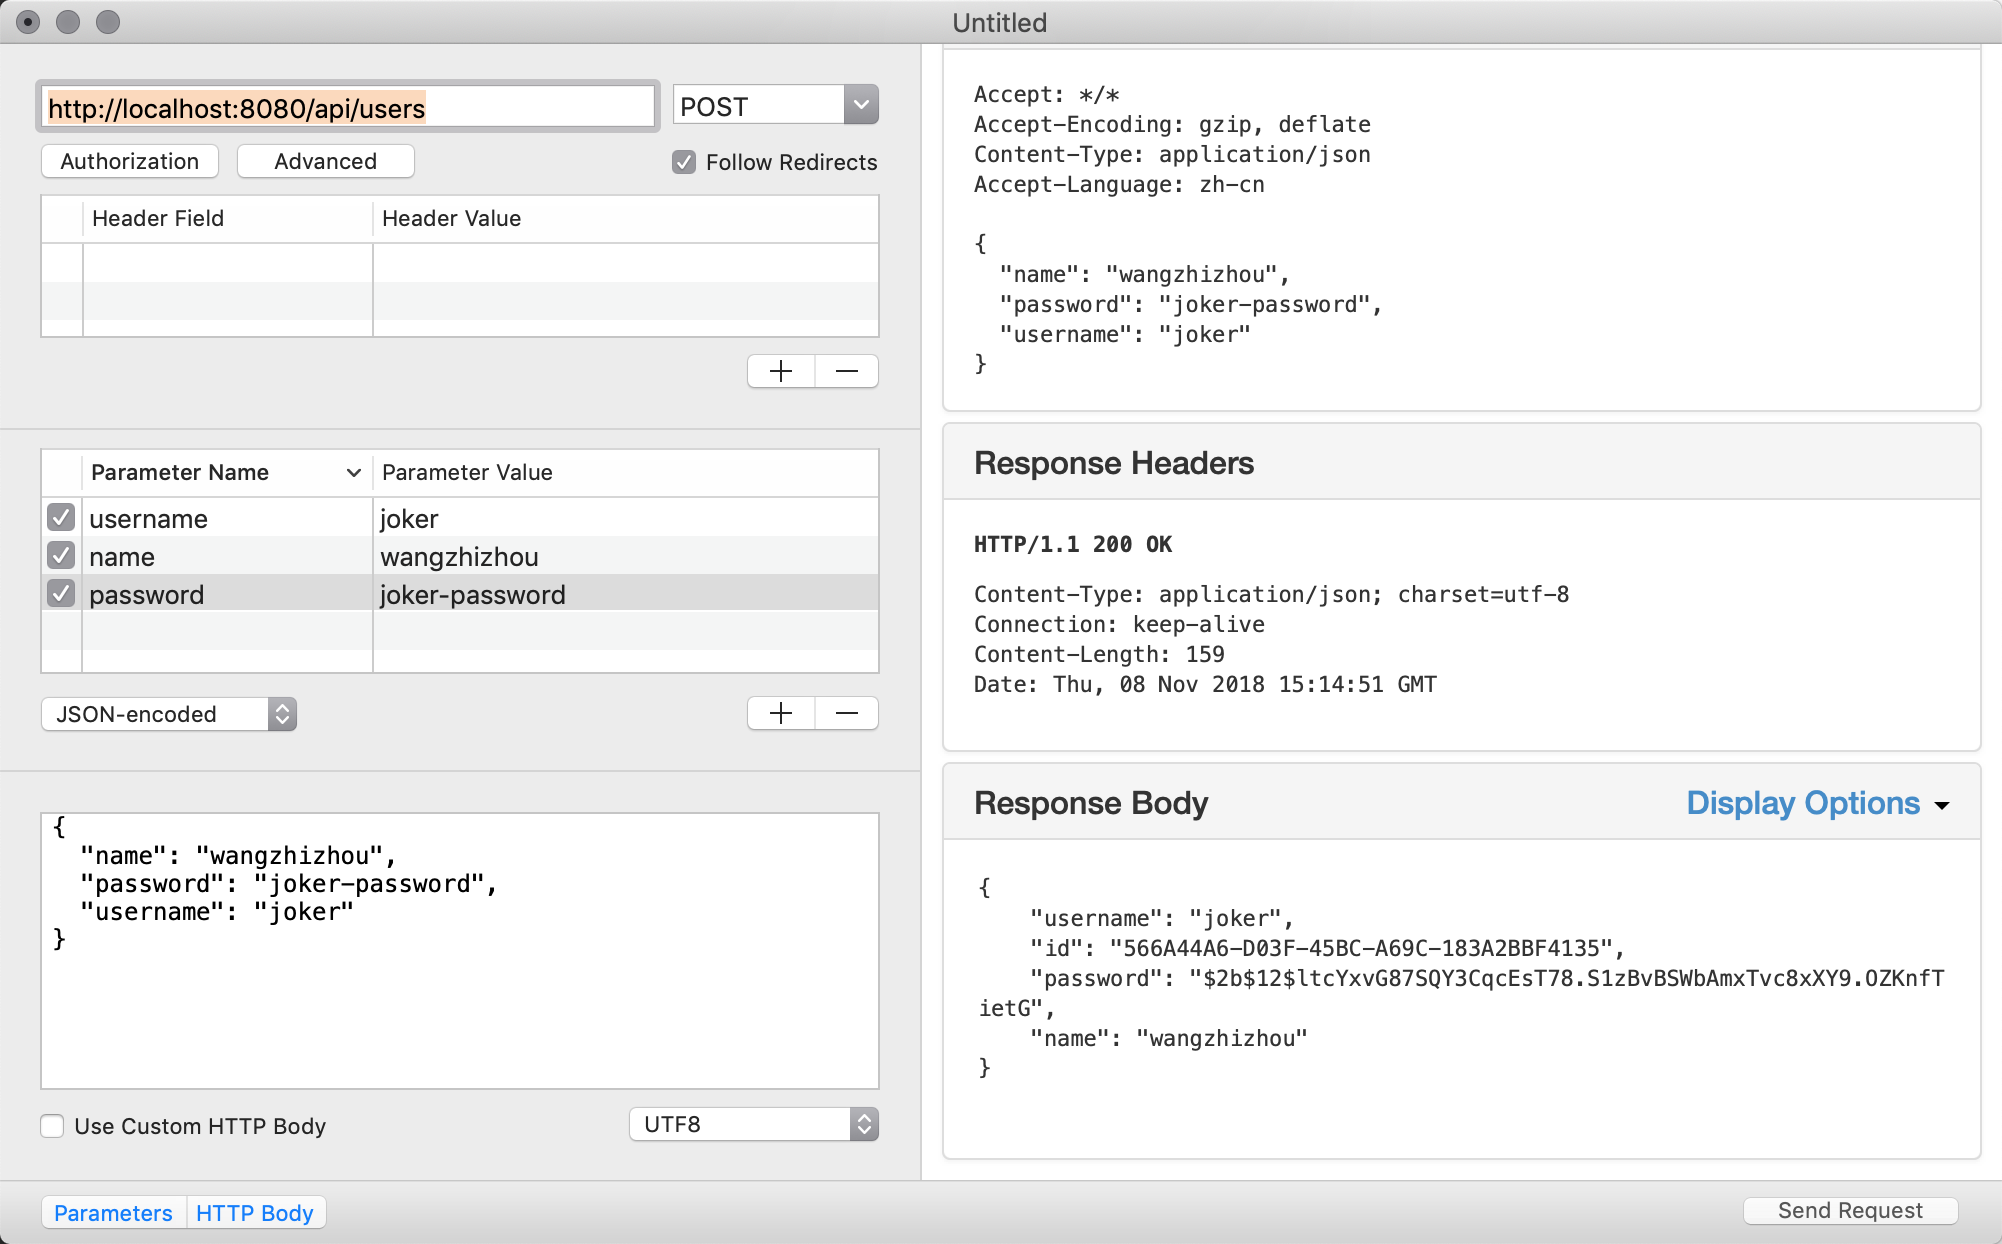 Untitled
http://localhost:8080/api/users
POST
Authorization
Advanced
Follow Redirects
Header Field
Header Value
Parameter Name
Parameter Value
username
joker
name
wangzhizhou
password
joker-password
JSON-encoded
{
"name": "wangzhizhou",
"password": "joker-password",
"username": "joker"
}
Use Custom HTTP Body
UTF8
Parameters
HTTP Body
Accept: */*
Accept-Encoding: gzip, deflate
Content-Type: application/json
Accept-Language: zh-cn
{
"name": "wangzhizhou",
"password": "joker-password",
"username": "joker"
}
Response Headers
HTTP/1.1 200 OK
Content-Type: application/json; charset=utf-8
Connection: keep-alive
Content-Length: 159
Date: Thu, 08 Nov 2018 15:14:51 GMT
Response Body
Display Options
{
"username": "joker",
"id": "566A44A6-D03F-45BC-A69C-183A2BBF4135",
"password": "$2b$12$ltcYxvG87SQY3CqcEsT78.S1zBvBSWbAmxTvc8xXY9.OZKnfT
ietG",
"name": "wangzhizhou"
}
Send Request